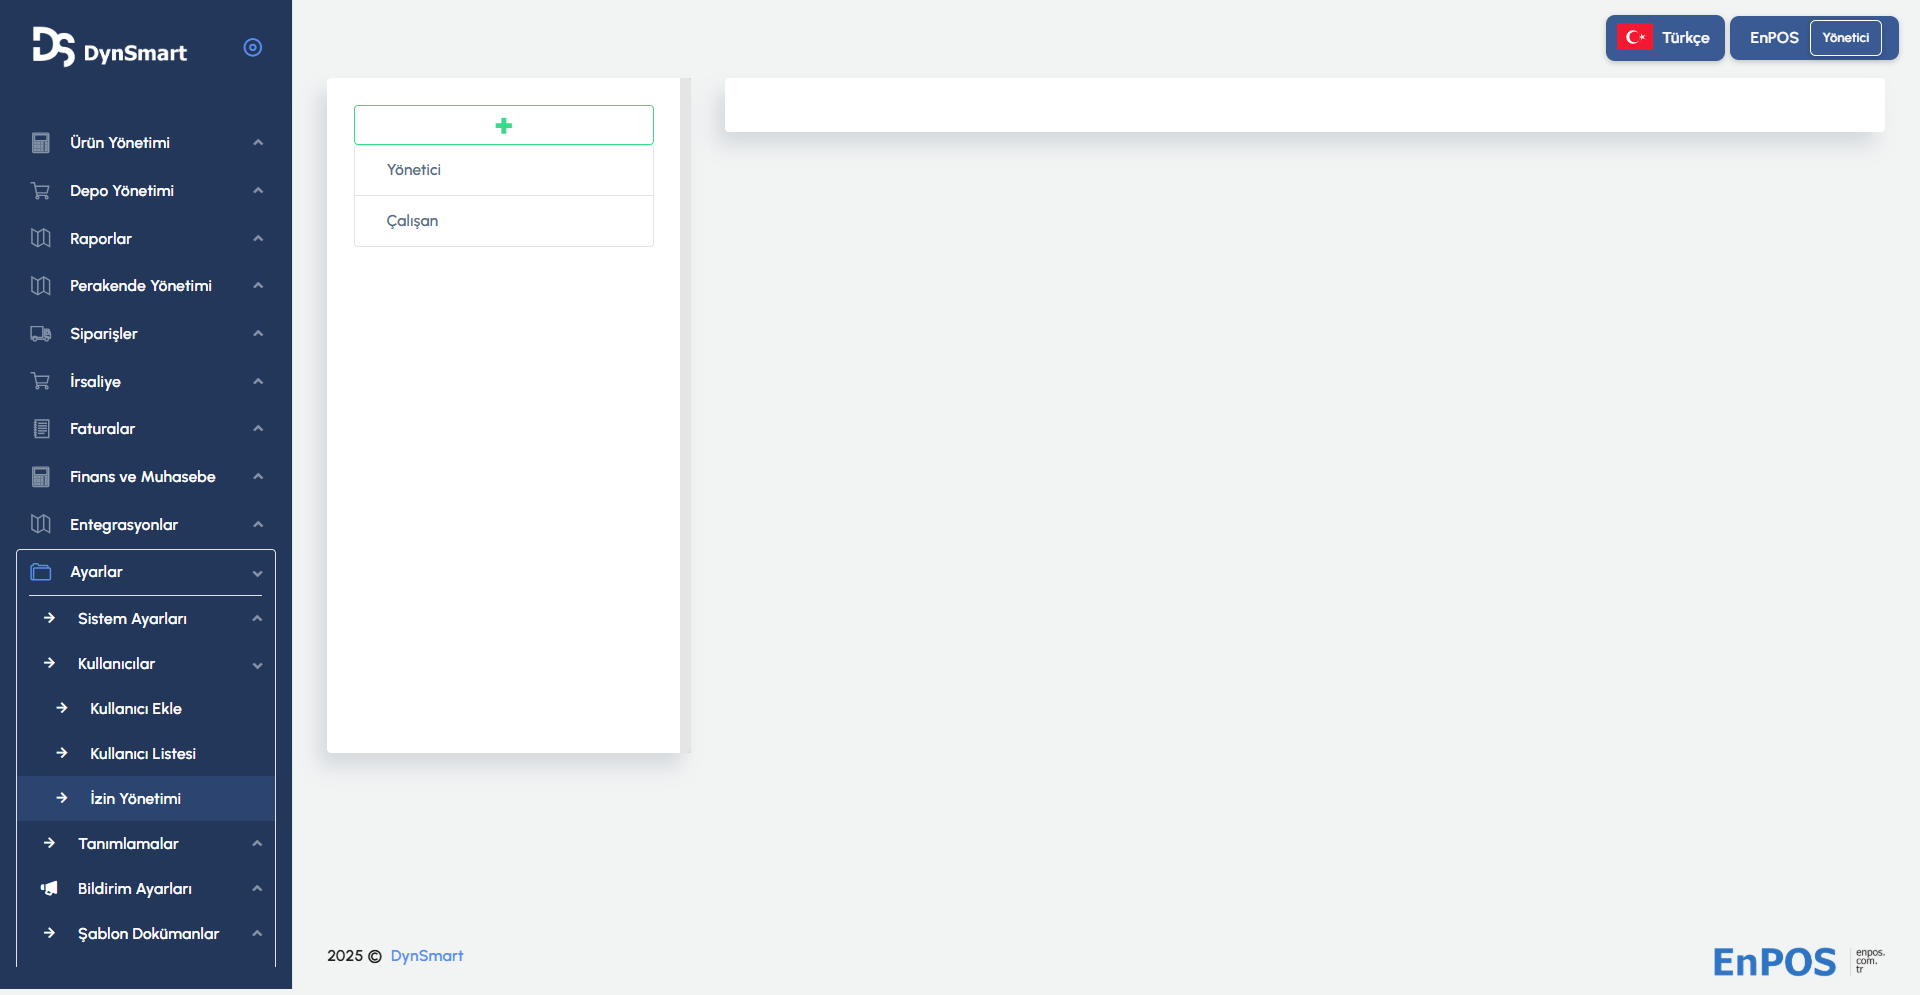 DS DynSmart
Türkçe
EnPOS
Yönetici
Ürün Yönetimi
Depo Yönetimi
Raporlar
Perakende Yönetimi
Siparişler
İrsaliye
Faturalar
Finans ve Muhasebe
Entegrasyonlar
Ayarlar
Sistem Ayarları
Kullanıcılar
Kullanıcı Ekle
Kullanıcı Listesi
İzin Yönetimi
Tanımlamalar
Bildirim Ayarları
Şablon Dokümanlar
Yönetici
Çalışan
2025 © DynSmart
EnPOS
enpos.
com.
tr